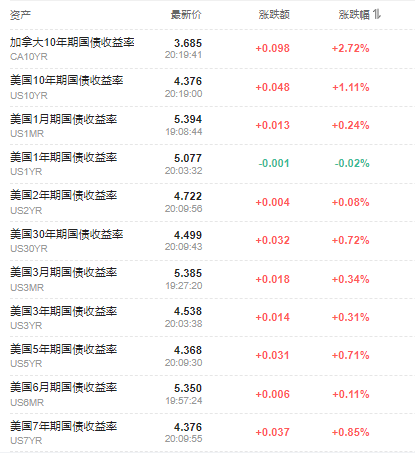 资产 最新价 涨跌额 涨跌幅
加拿大10年期国债收益率 3.685 +0.098 +2.72%
CA10YR 20:19:41
美国10年期国债收益率 4.376 +0.048 +1.11%
US10YR 20:19:00
美国1月期国债收益率 5.394 +0.013 +0.24%
US1MR 19:08:44
美国1年期国债收益率 5.077 -0.001 -0.02%
US1YR 20:03:32
美国2年期国债收益率 4.722 +0.004 +0.08%
US2YR 20:09:56
美国30年期国债收益率 4.499 +0.032 +0.72%
US30YR 20:09:43
美国3月期国债收益率 5.385 +0.018 +0.34%
US3MR 19:27:20
美国3年期国债收益率 4.538 +0.014 +0.31%
US3YR 20:03:38
美国5年期国债收益率 4.368 +0.031 +0.71%
US5YR 20:09:30
美国6月期国债收益率 5.350 +0.006 +0.11%
US6MR 19:57:24
美国7年期国债收益率 4.376 +0.037 +0.85%
US7YR 20:09:55